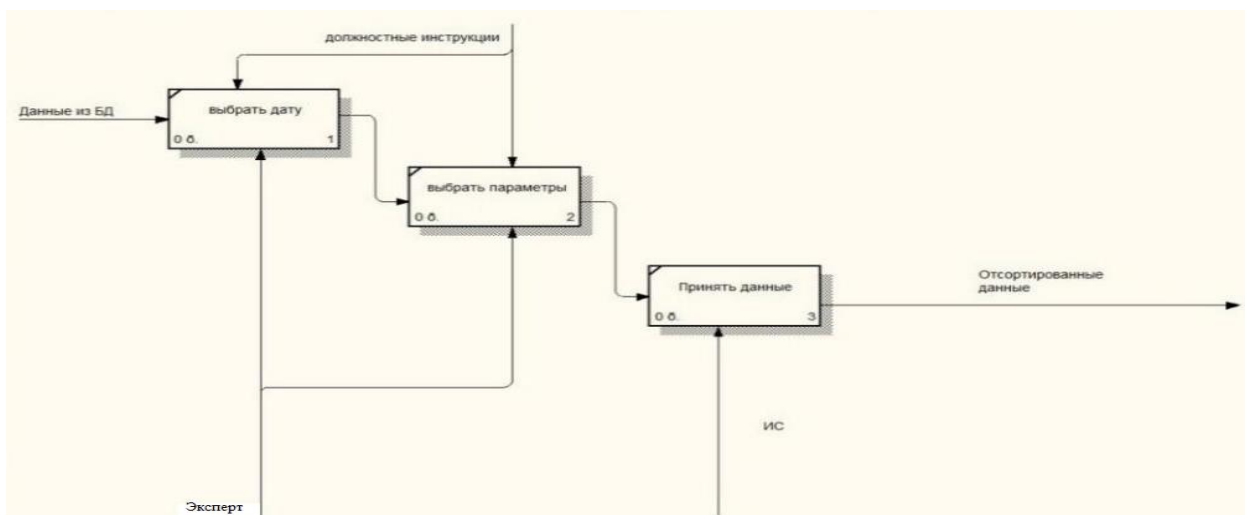 должностные инструкции
Данные из БД
выбрать дату
0 б. 1
выбрать параметры
0 б. 2
Отсортированные
данные
Принять данные
0 б. 3
ИС
Эксперт